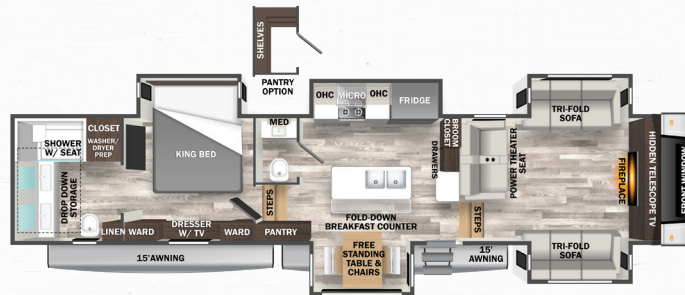 SHELVES
PANTRY
OPTION
OHC
MICRO
OHC
FRIDGE
TRI-FOLD
SOFA
SHOWER
W/ SEAT
CLOSET
WASHER/
DRYER
PREP
KING BED
MED
BROOM
CLOSET
DRAWERS
POWER THEATER
SEAT
FIREPLACE
HIDDEN TELESCOPE TV
FRONT WINDOW
DROP DOWN
STORAGE
STEPS
FOLD-DOWN
BREAKFAST COUNTER
STEPS
LINEN
WARD
DRESSER
W/ TV
WARD
PANTRY
FREE
STANDING
TABLE &
CHAIRS
TRI-FOLD
SOFA
15'AWNING
15'
AWNING